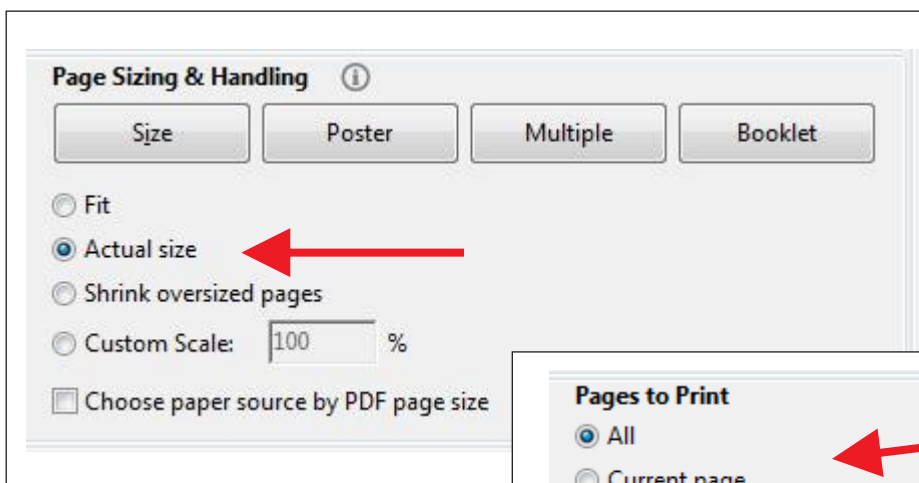 Page Sizing & Handling
Size Poster Multiple Booklet
Fit
Actual size
Shrink oversized pages
Custom Scale: 100 %
Choose paper source by PDF page size
Pages to Print
All
Current page